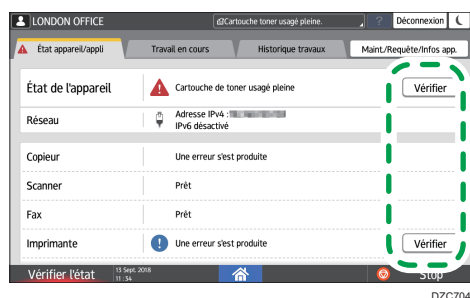 LONDON OFFICE
Cartouche toner usagé pleine.
? Déconnexion
État appareil/appli
Travail en cours
Historique travaux
Maint./Requête/Infos app.
État de l'appareil
Cartouche de toner usagé pleine
Vérifier
Réseau
Adresse IPv4 :
IPv6 désactivé
Copieur
Une erreur s'est produite
Scanner
Prêt
Fax
Prêt
Imprimante
Une erreur s'est produite
Vérifier
Vérifier l'état
13 Sept. 2018
11 : 54
Stop
DZC704